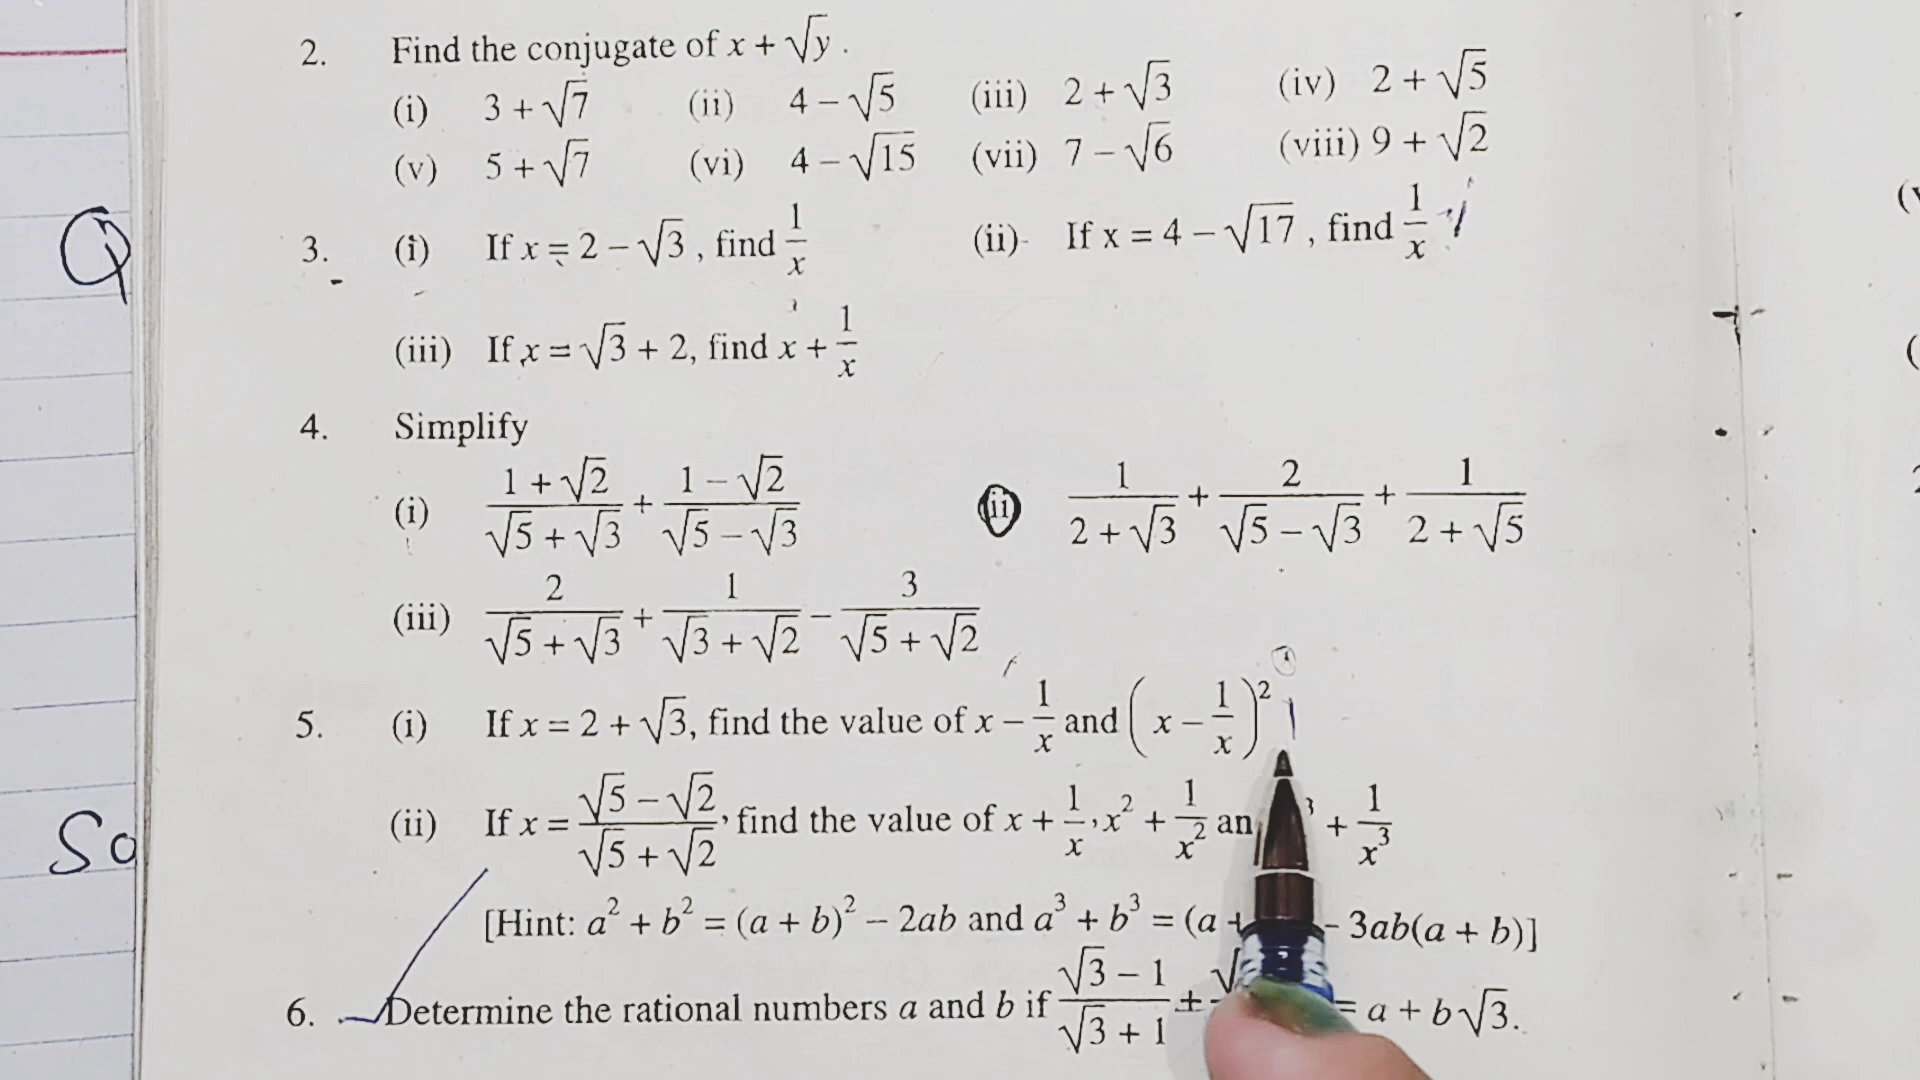 2. Find the conjugate of x + √y .
(i) 3 + √7 (ii) 4 – √5 (iii) 2 + √3 (iv) 2 + √5
(v) 5 + √7 (vi) 4 – √15 (vii) 7 – √6 (viii) 9 + √2
3. (i) If x = 2 – √3 , find 1/x (ii) If x = 4 – √17 , find 1/x
(iii) If x = √3 + 2, find x + 1/x
4. Simplify
(i) (1 + √2)/(√5 + √3) + (1 – √2)/(√5 – √3) (ii) 1/(2 + √3) + 2/(√5 – √3) + 1/(2 + √5)
(iii) 2/(√5 + √3) + 1/(√3 + √2) – 3/(√5 + √2)
5. (i) If x = 2 + √3, find the value of x – 1/x and (x – 1/x)²
(ii) If x = (√5 – √2)/(√5 + √2), find the value of x + 1/x, x² + 1/x² an ³ + 1/x³
[Hint: a² + b² = (a + b)² – 2ab and a³ + b³ = (a + – 3ab(a + b)]
6. Determine the rational numbers a and b if (√3 – 1)/(√3 + 1) + √ = a + b√3.
Q
So